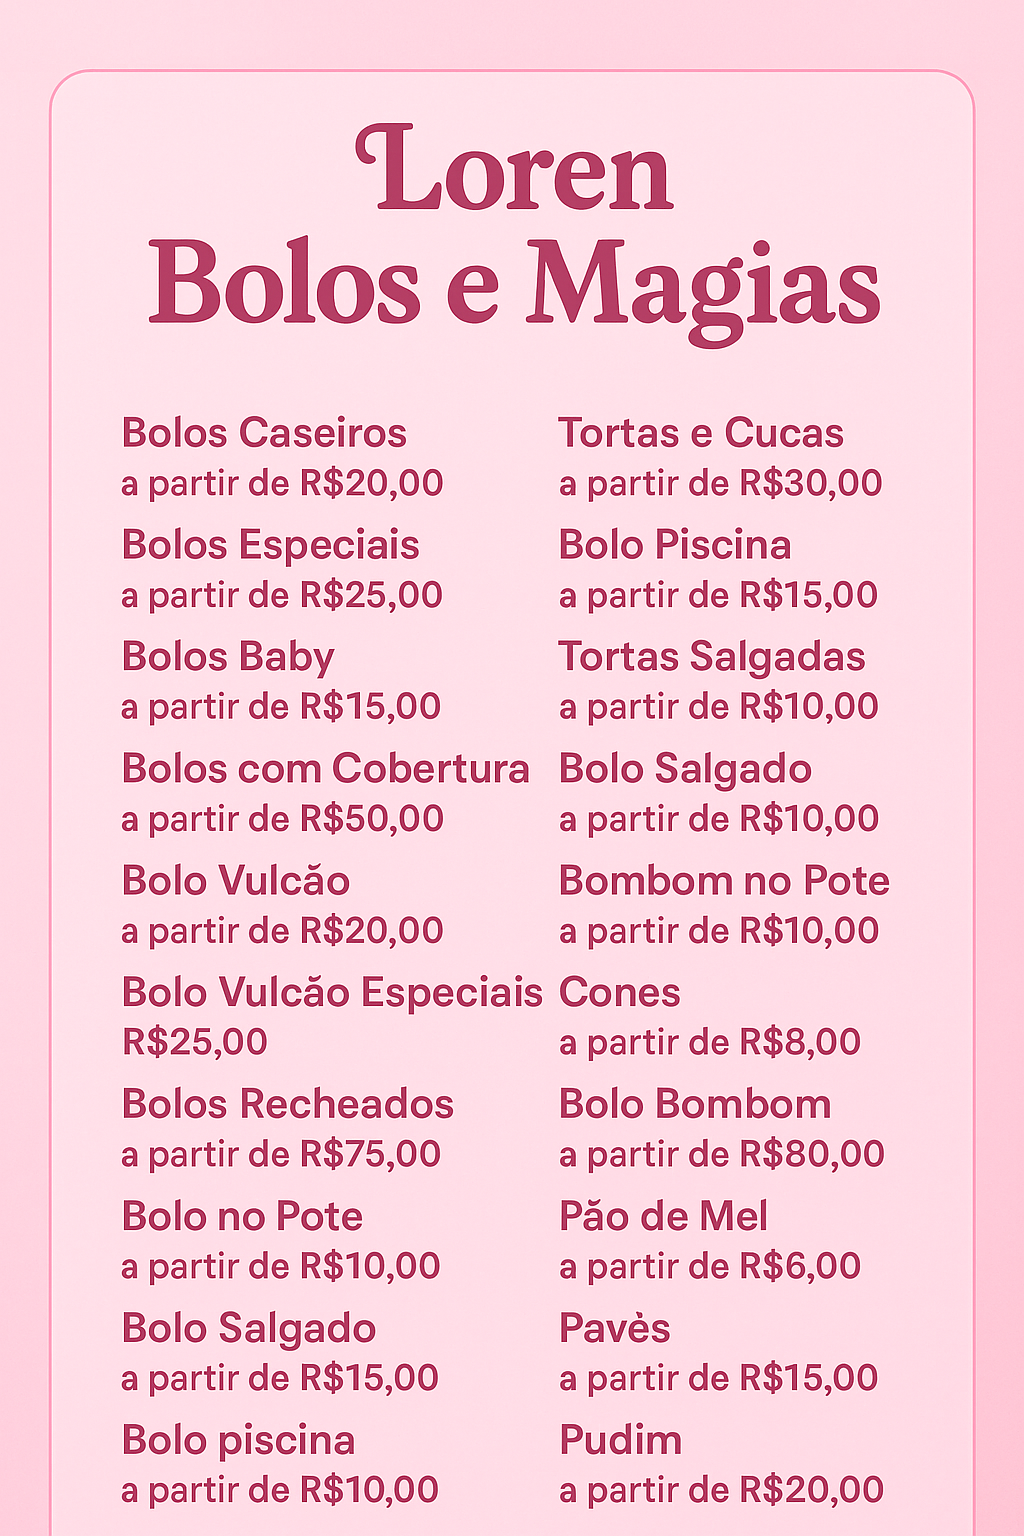 Loren
Bolos e Magias
Bolos Caseiros
a partir de R$20,00
Bolos Especiais
a partir de R$25,00
Bolos Baby
a partir de R$15,00
Bolos com Cobertura
a partir de R$50,00
Bolo Vulcăo
a partir de R$20,00
Bolo Vulcăo Especiais
R$25,00
Bolos Recheados
a partir de R$75,00
Bolo no Pote
a partir de R$10,00
Bolo Salgado
a partir de R$15,00
Bolo piscina
a partir de R$10,00
Tortas e Cucas
a partir de R$30,00
Bolo Piscina
a partir de R$15,00
Tortas Salgadas
a partir de R$10,00
Bolo Salgado
a partir de R$10,00
Bombom no Pote
a partir de R$10,00
Cones
a partir de R$8,00
Bolo Bombom
a partir de R$80,00
Păo de Mel
a partir de R$6,00
Pavès
a partir de R$15,00
Pudim
a partir de R$20,00